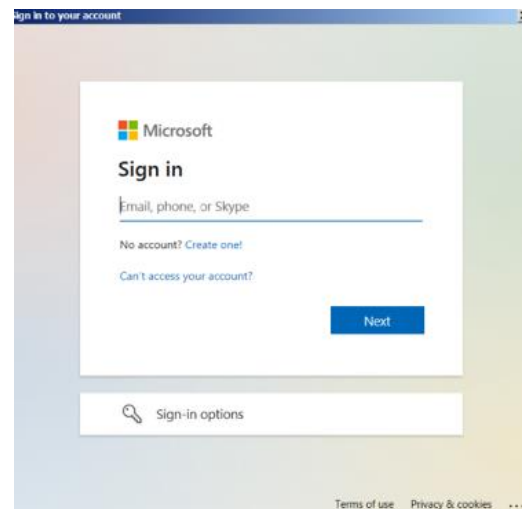 Sign in to your account
Microsoft
Sign in
Email, phone, or Skype
No account? Create one!
Can't access your account?
Next
Sign-in options
Terms of use Privacy & cookies ...